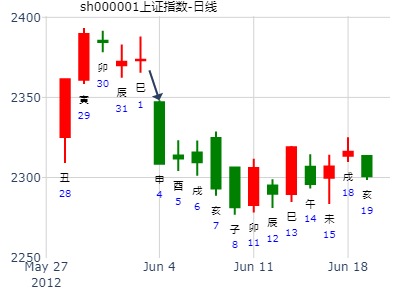 sh000001上证指数-日线
2400
2350
2300
2250
丑
28
寅
29
卯
30
辰
31
巳
1
申
4
酉
5
戌
6
亥
7
子
8
卯
11
辰
12
巳
13
午
14
未
15
戌
18
亥
19
May 27
2012
Jun 4
Jun 11
Jun 18